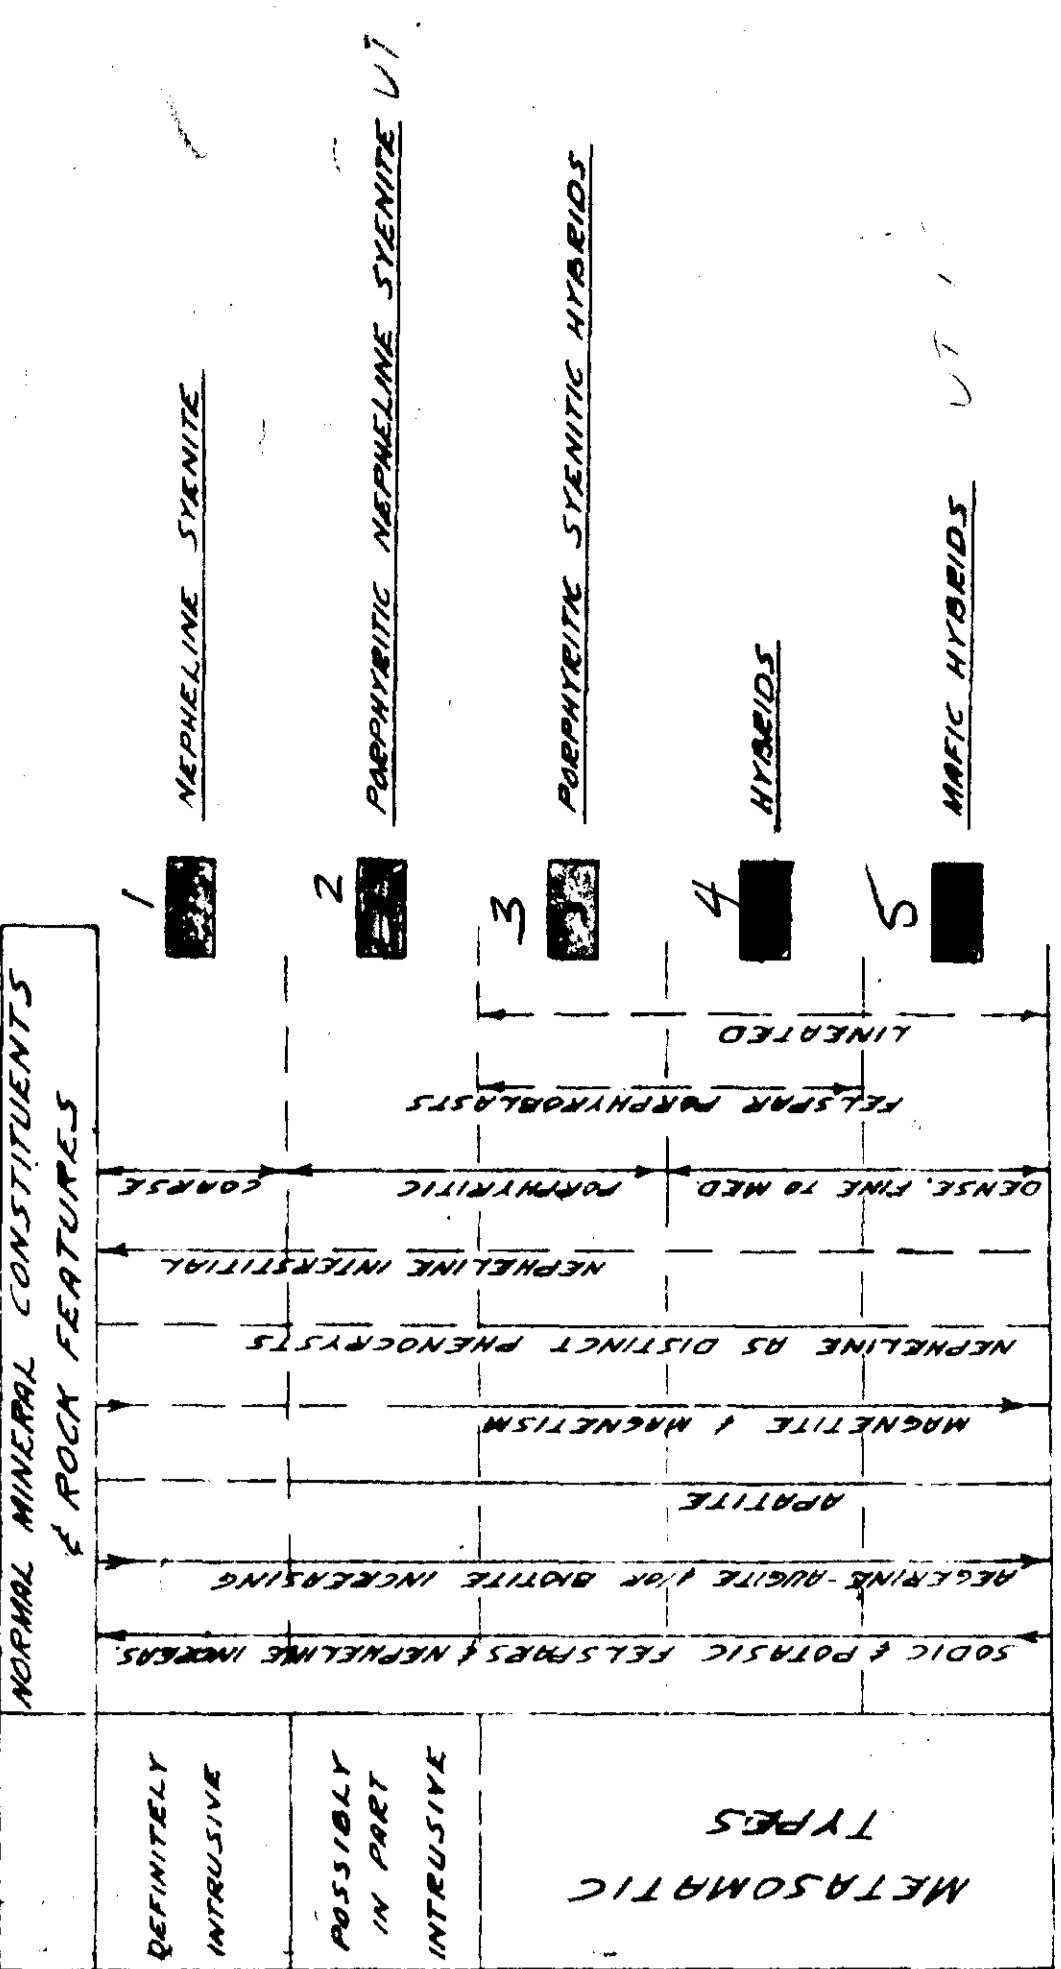 NORMAL MINERAL CONSTITUENTS
& ROCK FEATURES
DEFINITELY
INTRUSIVE
POSSIBLY
IN PART
INTRUSIVE
METASOMATIC
TYPES
SODIC & POTASIC FELSPARS & NEPHELINE INCREAS.
AEGERINE-AUGITE &/OR BIOTITE INCREASING
APATITE
MAGNETITE & MAGNETISM
NEPHELINE AS DISTINCT PHENOCRYSTS
NEPHELINE INTERSTITIAL
COARSE
PORPHYRITIC
DENSE, FINE TO MED
FELSPAR PORPHYROBLASTS
LINEATED
1
NEPHELINE SYENITE
2
PORPHYRITIC NEPHELINE SYENITE UT
3
PORPHYRITIC SYENITIC HYBRIDS
4
HYBRIDS
5
MAFIC HYBRIDS UT